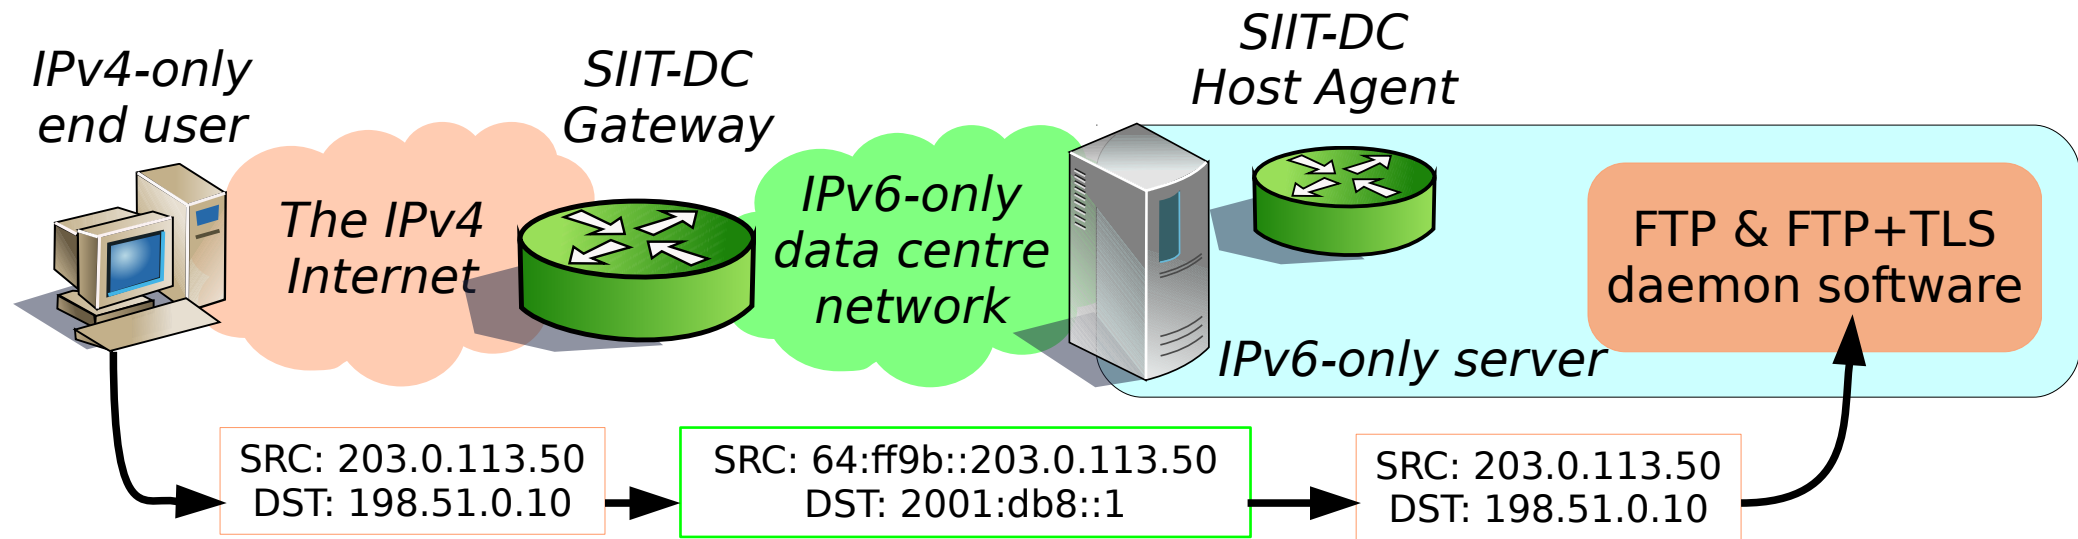 IPv4-only
end user
SIIT-DC
Gateway
SIIT-DC
Host Agent
The IPv4
Internet
IPv6-only
data centre
network
IPv6-only server
FTP & FTP+TLS
daemon software
SRC: 203.0.113.50
DST: 198.51.0.10
SRC: 64:ff9b::203.0.113.50
DST: 2001:db8::1
SRC: 203.0.113.50
DST: 198.51.0.10